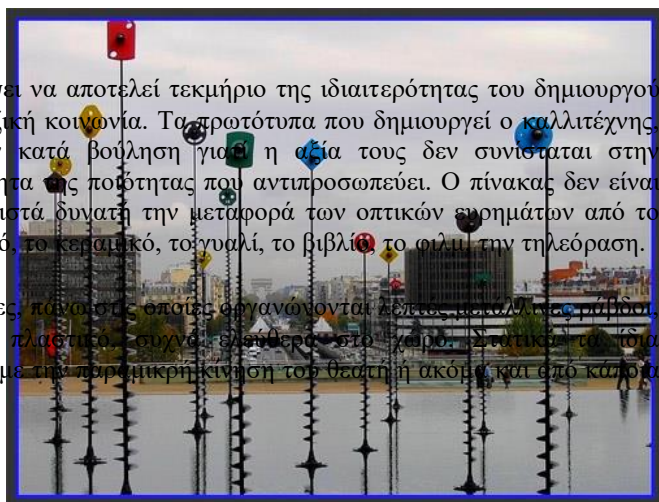 ει να αποτελεί τεκμήριο της ιδιαιτερότητας του δημιουργού
ική κοινωνία. Τα πρωτότυπα που δημιουργεί ο καλλιτέχνης,
κατά βούληση γιατί η αξία τους δεν συνίσταται στην
ητα της ποιότητας που αντιπροσωπεύει. Ο πίνακας δεν είναι
ιστά δυνατή την μεταφορά των οπτικών ευρημάτων από το
ό, το κεραμικό, το γυαλί, το βιβλίο, το φιλμ, την τηλεόραση.
ες, πάνω στις οποίες οργανώνονται λεπτές μετάλλινες ράβδοι,
πλαστικό, συχνά ελεύθερα στο χώρο. Στατικά τα ίδια
με την παραμικρή κίνηση του θεατή ή ακόμα και από κάποια